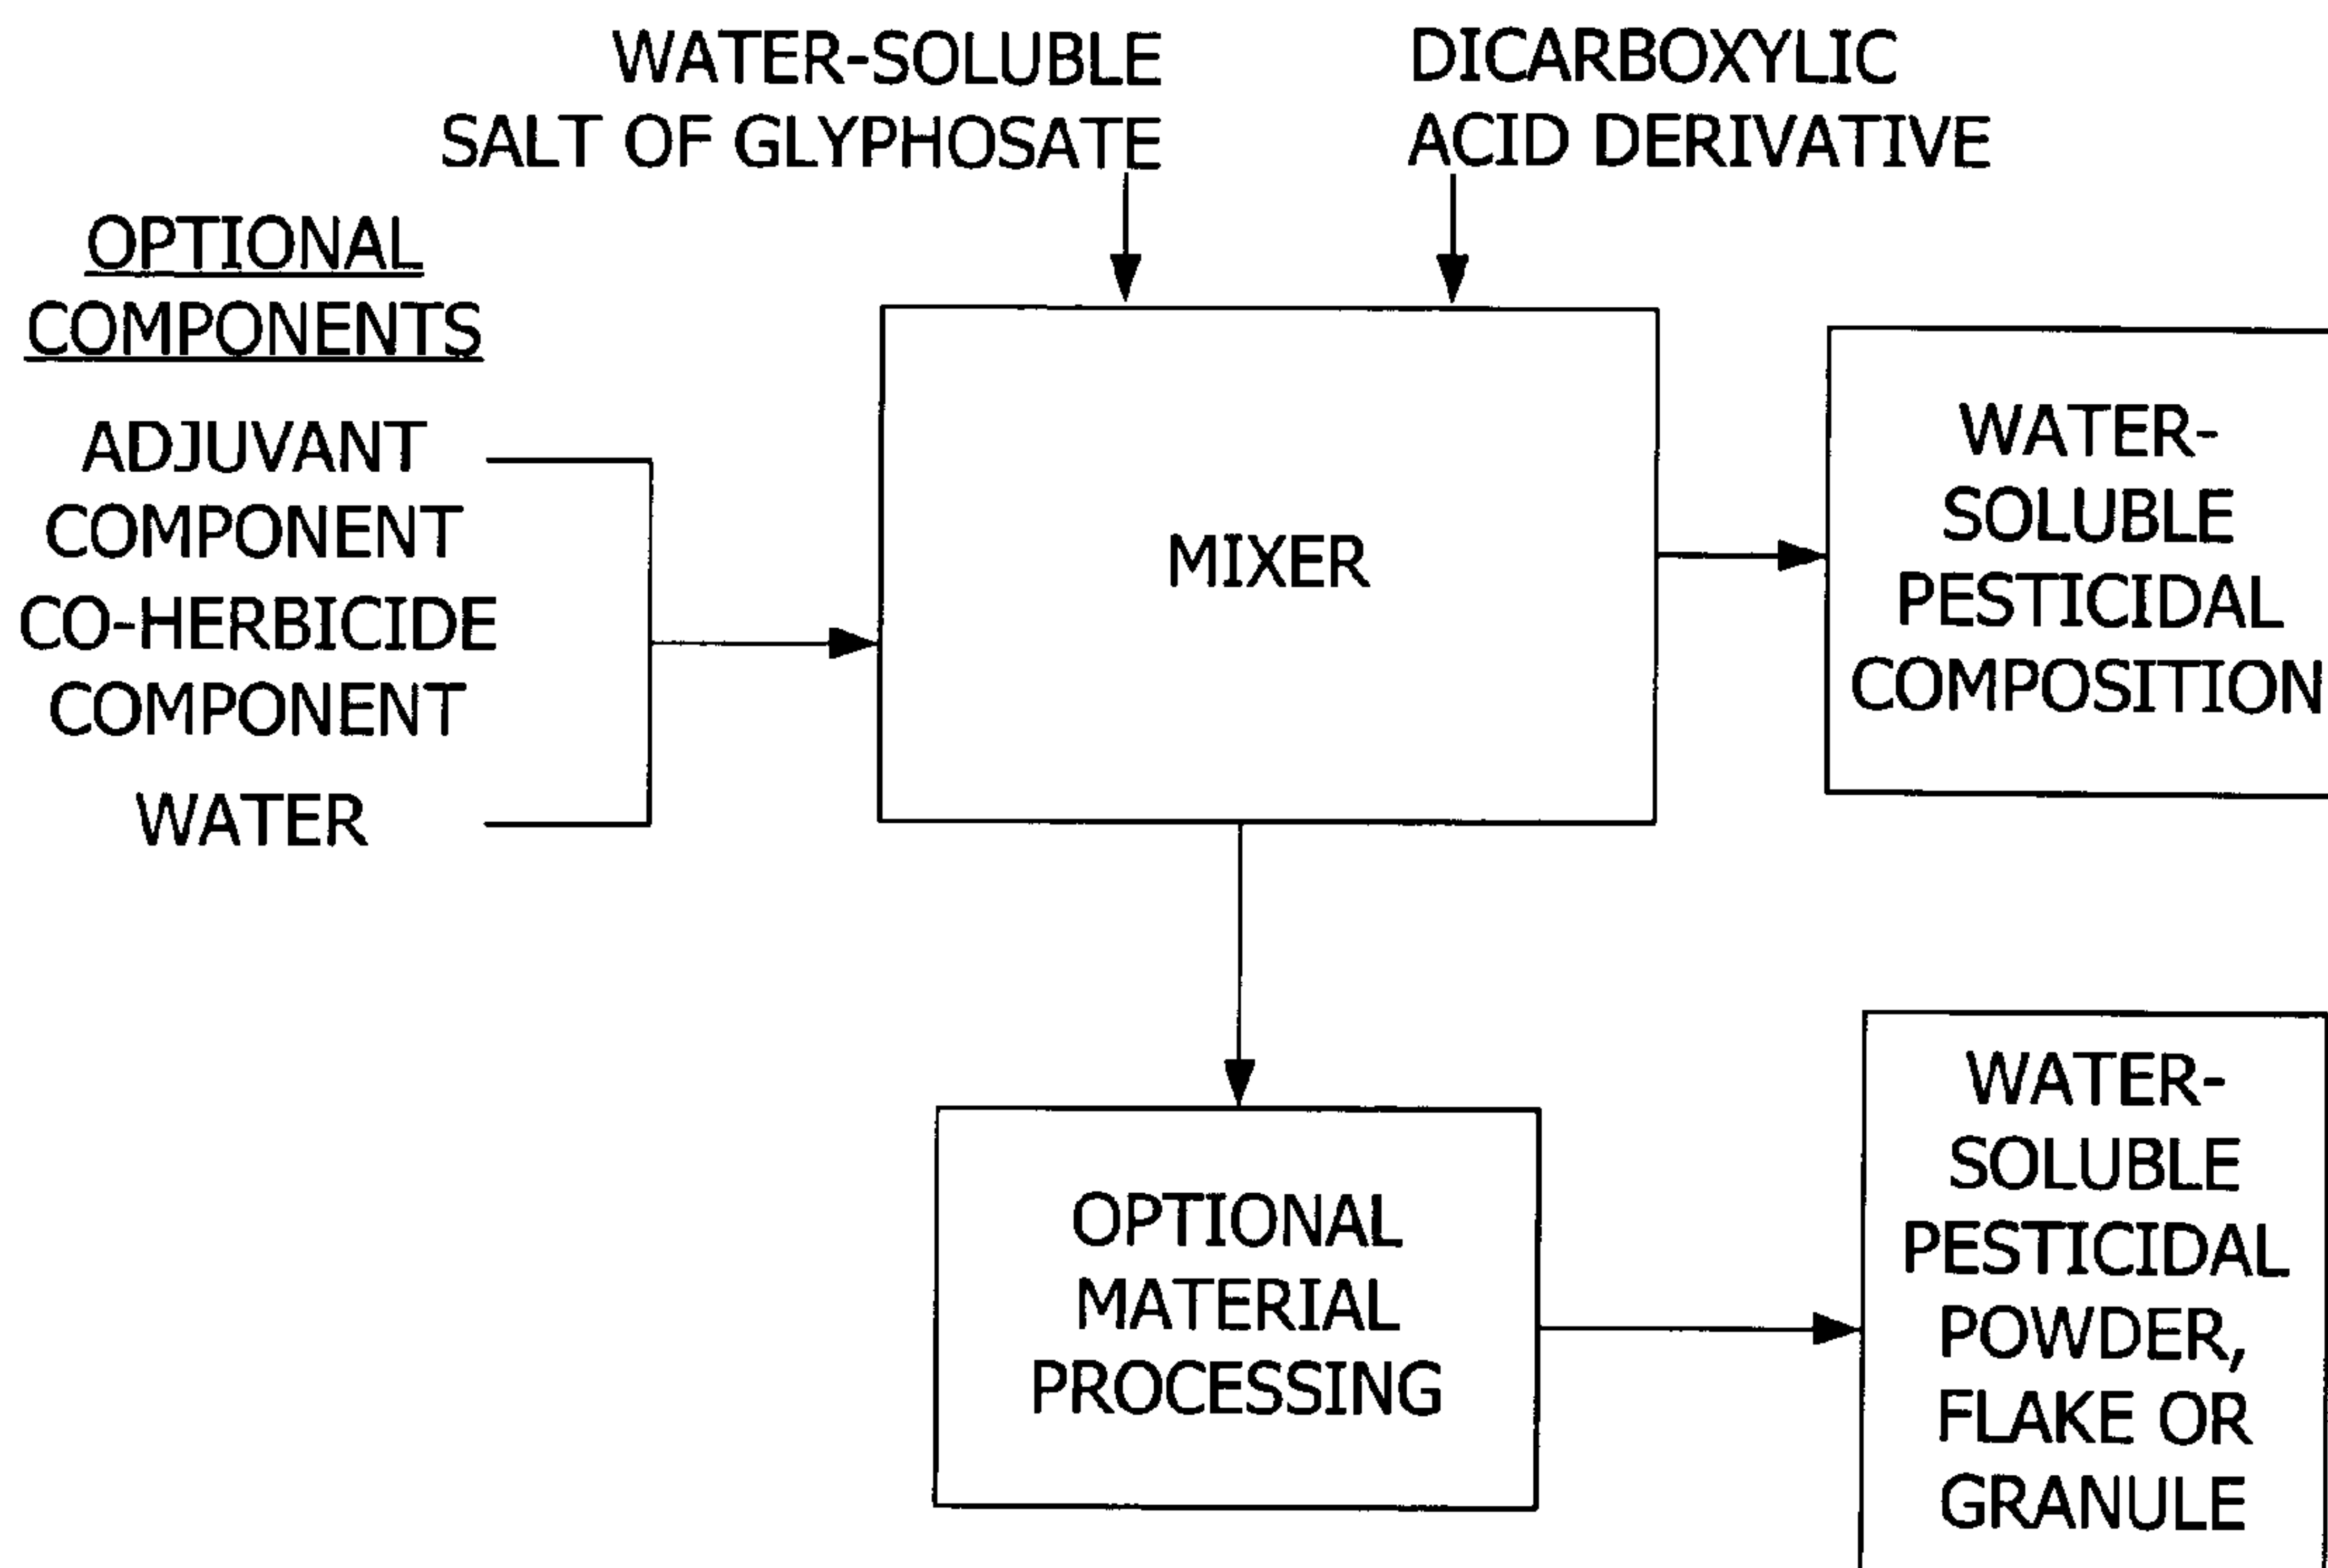 WATER-SOLUBLE
SALT OF GLYPHOSATE
DICARBOXYLIC
ACID DERIVATIVE
OPTIONAL
COMPONENTS
ADJUVANT
COMPONENT
CO-HERBICIDE
COMPONENT
WATER
MIXER
WATER-
SOLUBLE
PESTICIDAL
COMPOSITION
OPTIONAL
MATERIAL
PROCESSING
WATER-
SOLUBLE
PESTICIDAL
POWDER,
FLAKE OR
GRANULE